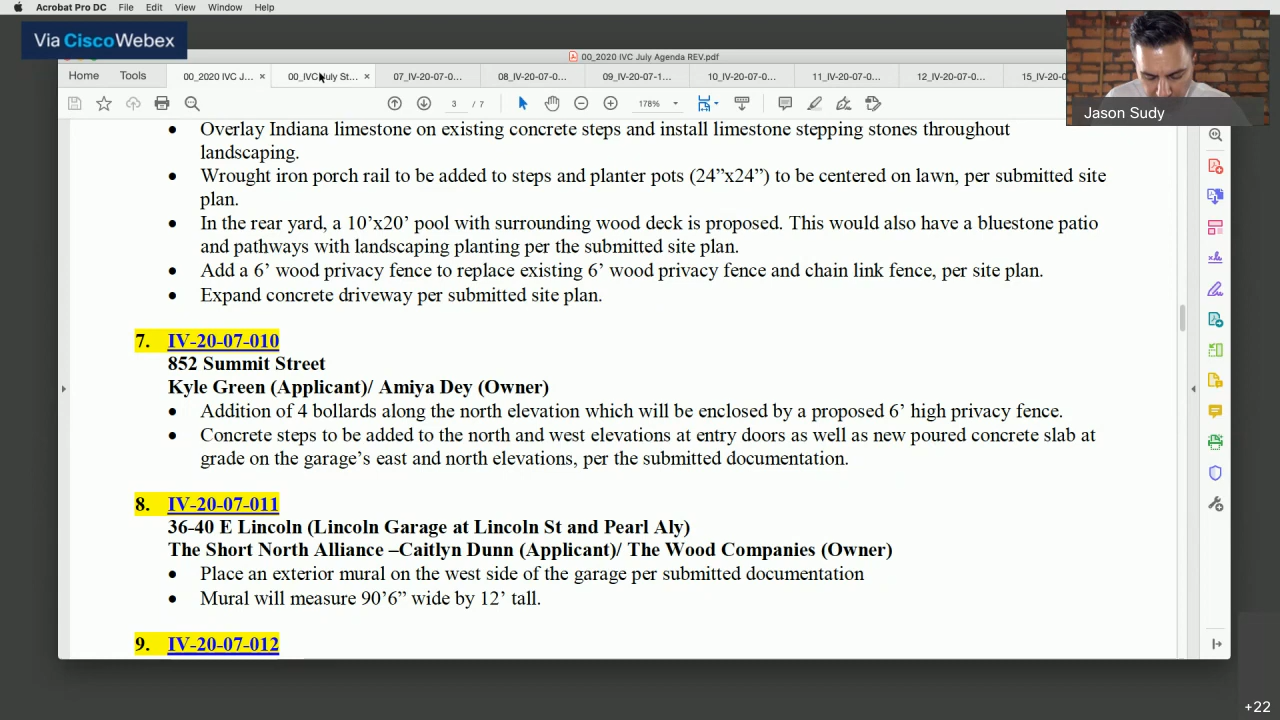 Acrobat Pro DC File Edit View Window Help
Via Cisco Webex
00_2020 IVC July Agenda REV.pdf
Home Tools 00_2020 IVC J... × 00_IVC July St... × 07_IV-20-07-0... 08_IV-20-07-0... 09_IV-20-07-1... 10_IV-20-07-0... 11_IV-20-07-0... 12_IV-20-07-0... 15_IV-20-0
3 / 7 178%
Jason Sudy
• Overlay Indiana limestone on existing concrete steps and install limestone stepping stones throughout
landscaping.
• Wrought iron porch rail to be added to steps and planter pots (24”x24”) to be centered on lawn, per submitted site
plan.
• In the rear yard, a 10’x20’ pool with surrounding wood deck is proposed. This would also have a bluestone patio
and pathways with landscaping planting per the submitted site plan.
• Add a 6’ wood privacy fence to replace existing 6’ wood privacy fence and chain link fence, per site plan.
• Expand concrete driveway per submitted site plan.
7. IV-20-07-010
852 Summit Street
Kyle Green (Applicant)/ Amiya Dey (Owner)
• Addition of 4 bollards along the north elevation which will be enclosed by a proposed 6’ high privacy fence.
• Concrete steps to be added to the north and west elevations at entry doors as well as new poured concrete slab at
grade on the garage’s east and north elevations, per the submitted documentation.
8. IV-20-07-011
36-40 E Lincoln (Lincoln Garage at Lincoln St and Pearl Aly)
The Short North Alliance –Caitlyn Dunn (Applicant)/ The Wood Companies (Owner)
• Place an exterior mural on the west side of the garage per submitted documentation
• Mural will measure 90’6” wide by 12’ tall.
9. IV-20-07-012
+22